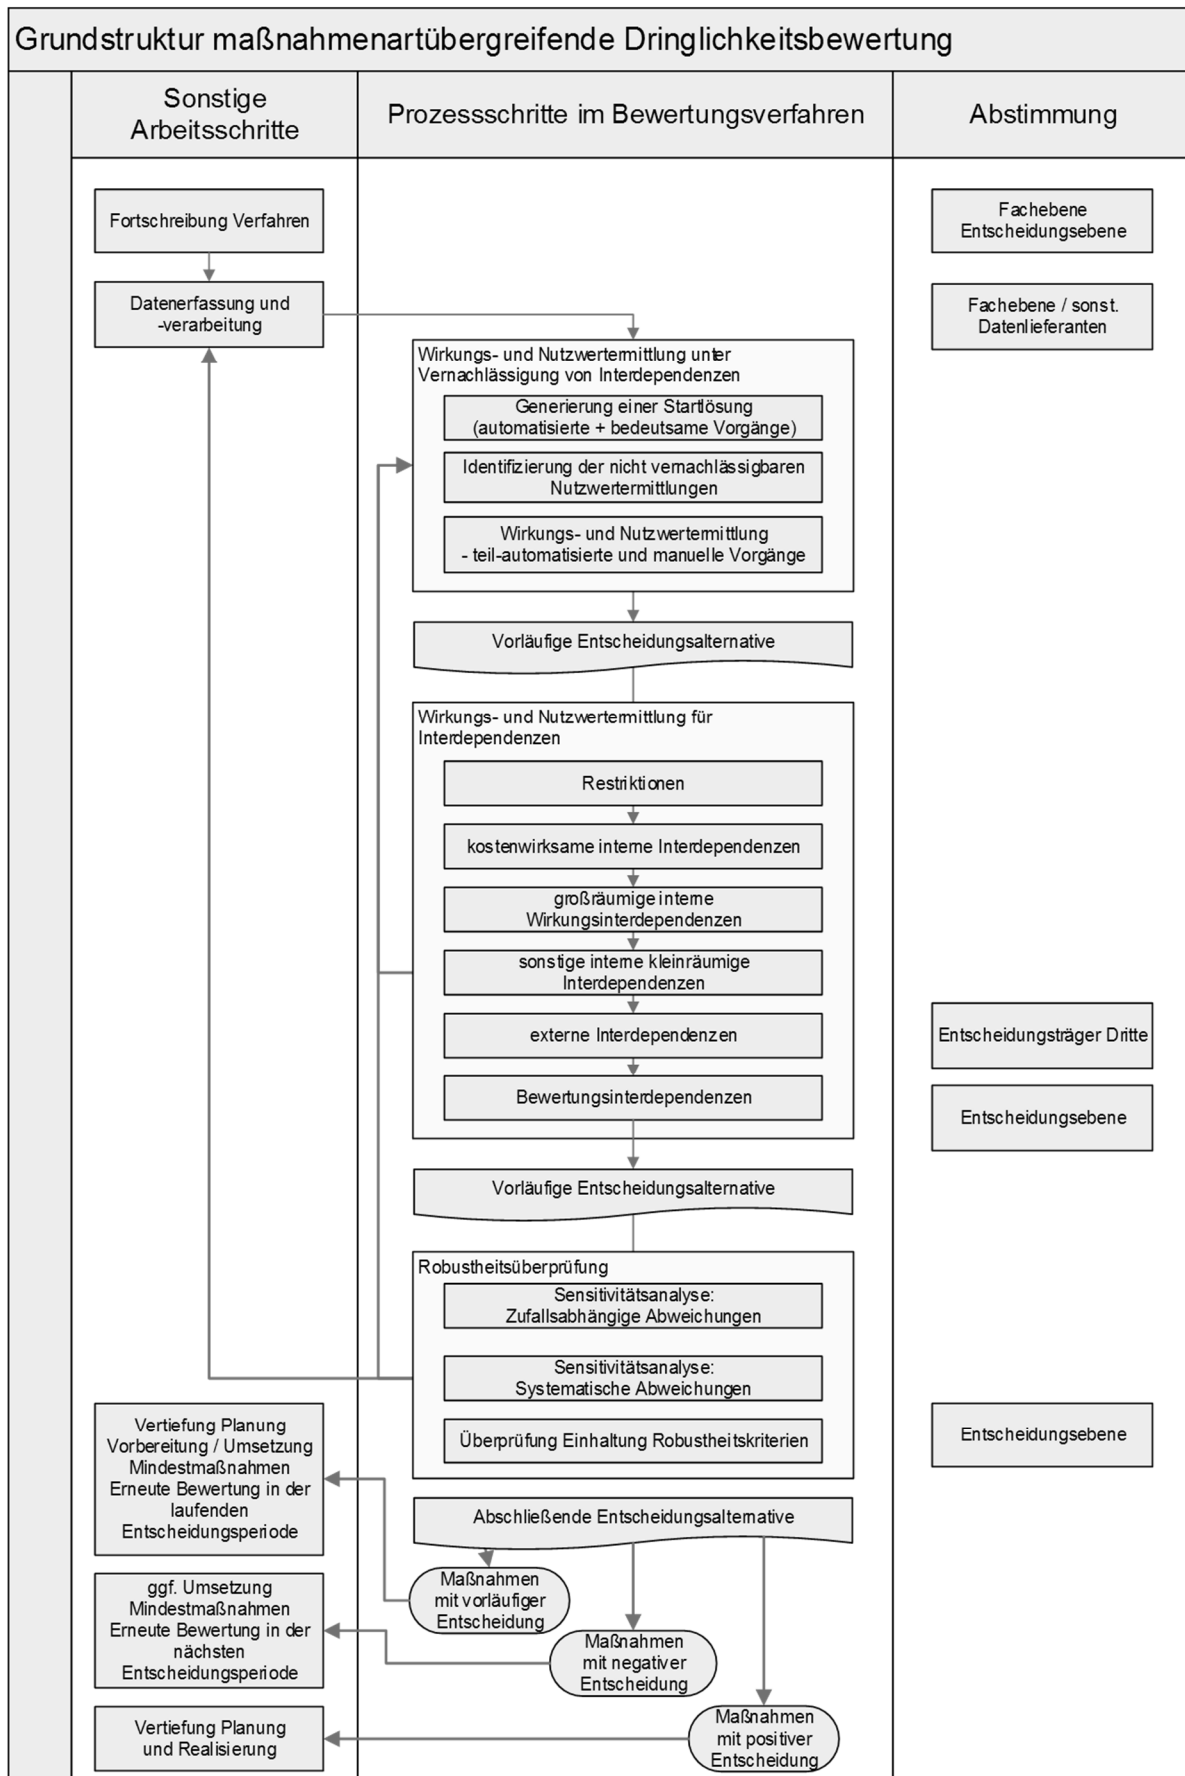 Grundstruktur maßnahmenartübergreifende Dringlichkeitsbewertung
Sonstige
Arbeitsschritte
Prozessschritte im Bewertungsverfahren
Abstimmung
Fortschreibung Verfahren
Fachebene
Entscheidungsebene
Datenerfassung und
-verarbeitung
Fachebene / sonst.
Datenlieferanten
Wirkungs- und Nutzwertermittlung unter
Vernachlässigung von Interdependenzen
Generierung einer Startlösung
(automatisierte + bedeutsame Vorgänge)
Identifizierung der nicht vernachlässigbaren
Nutzwertermittlungen
Wirkungs- und Nutzwertermittlung
- teil-automatisierte und manuelle Vorgänge
Vorläufige Entscheidungsalternative
Wirkungs- und Nutzwertermittlung für
Interdependenzen
Restriktionen
kostenwirksame interne Interdependenzen
großräumige interne
Wirkungsinterdependenzen
sonstige interne kleinräumige
Interdependenzen
externe Interdependenzen
Entscheidungsträger Dritte
Bewertungsinterdependenzen
Entscheidungsebene
Vorläufige Entscheidungsalternative
Robustheitsüberprüfung
Sensitivitätsanalyse:
Zufallsabhängige Abweichungen
Sensitivitätsanalyse:
Systematische Abweichungen
Überprüfung Einhaltung Robustheitskriterien
Entscheidungsebene
Vertiefung Planung
Vorbereitung / Umsetzung
Mindestmaßnahmen
Erneute Bewertung in der
laufenden
Entscheidungsperiode
Abschließende Entscheidungsalternative
Maßnahmen
mit vorläufiger
Entscheidung
ggf. Umsetzung
Mindestmaßnahmen
Erneute Bewertung in der
nächsten
Entscheidungsperiode
Maßnahmen
mit negativer
Entscheidung
Vertiefung Planung
und Realisierung
Maßnahmen
mit positiver
Entscheidung